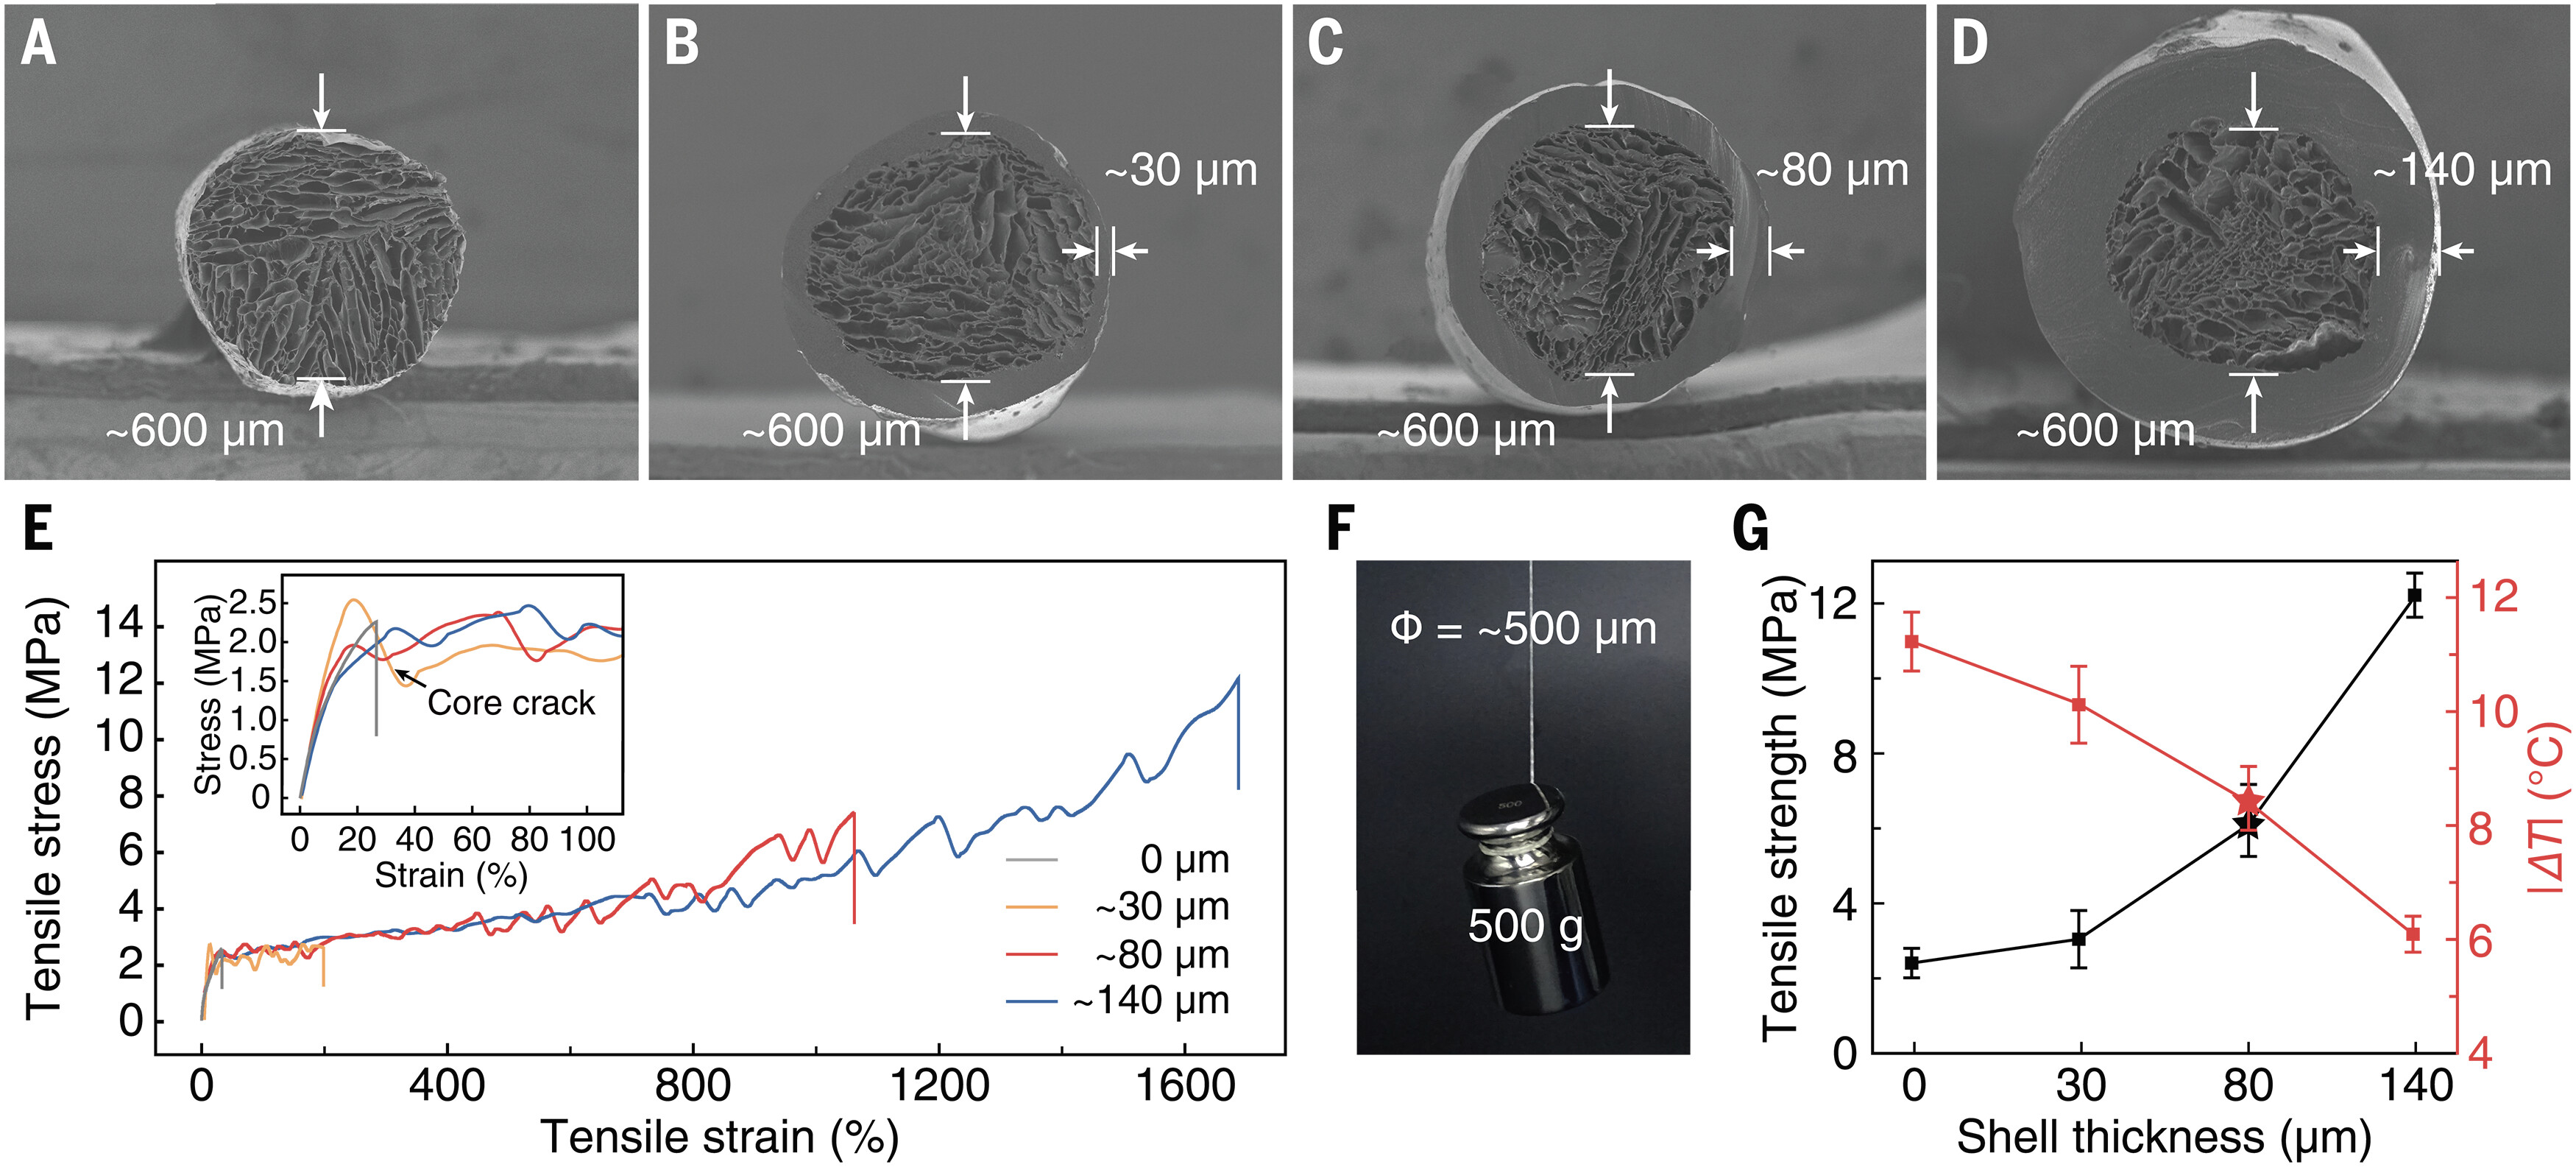 A
~600 µm
B
~30 µm
~600 µm
C
~80 µm
~600 µm
D
~140 µm
~600 µm
E
Tensile stress (MPa)
14
12
10
8
6
4
2
0
0
400
800
1200
1600
Tensile strain (%)
Stress (MPa)
2.5
2.0
1.5
1.0
0.5
0
0
20
40
60
80
100
Strain (%)
Core crack
0 µm
~30 µm
~80 µm
~140 µm
F
Φ = ~500 µm
500
500 g
G
Tensile strength (MPa)
12
8
4
0
0
30
80
140
Shell thickness (µm)
12
10
8
6
4
|ΔT| (°C)